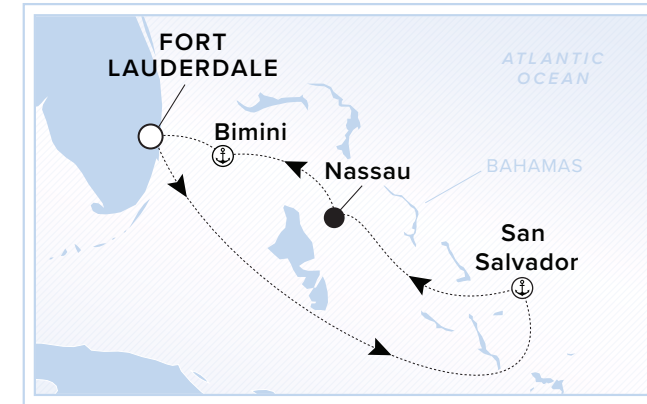 FORT
LAUDERDALE
ATLANTIC
OCEAN
Bimini
Nassau
BAHAMAS
San
Salvador